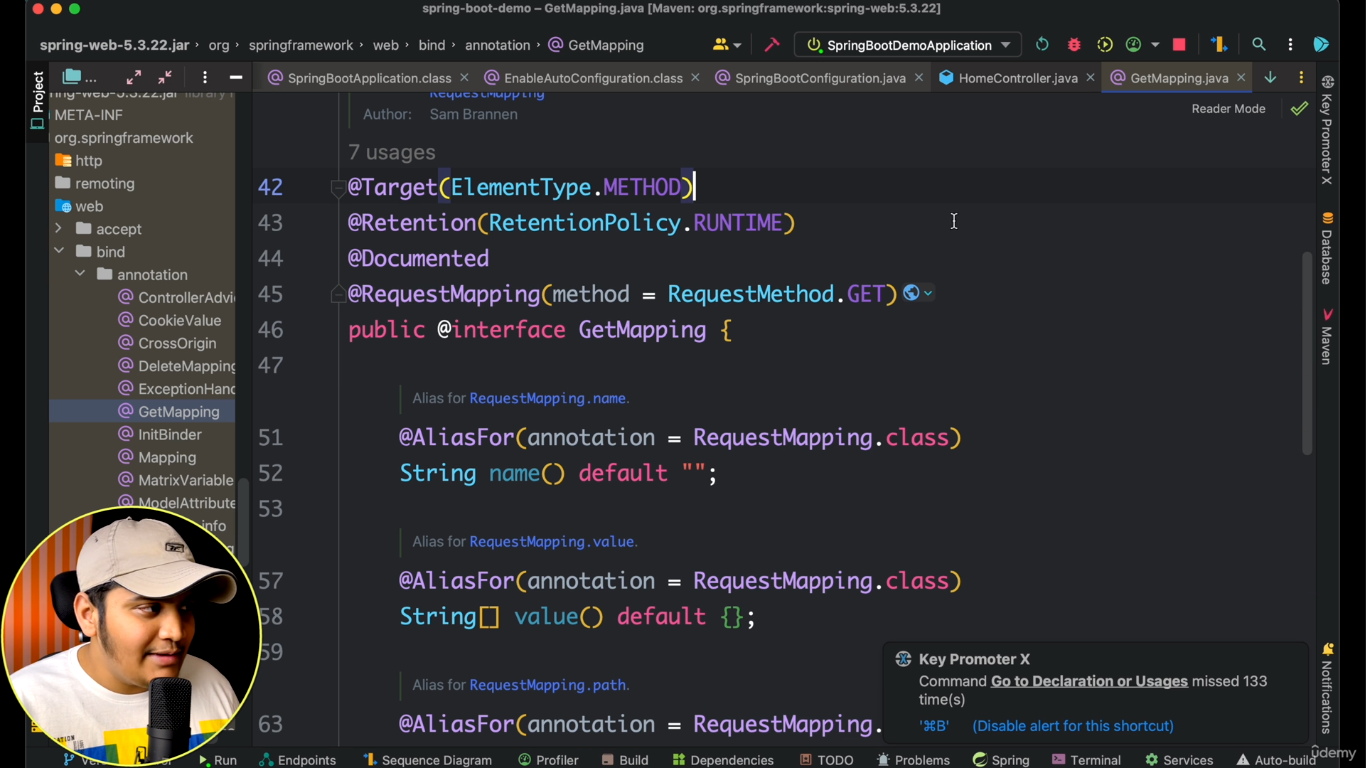 spring-boot-demo – GetMapping.java [Maven: org.springframework:spring-web:5.3.22]
spring-web-5.3.22.jar › org › springframework › web › bind › annotation › GetMapping
SpringBootDemoApplication
Project
...
SpringBootApplication.class
EnableAutoConfiguration.class
SpringBootConfiguration.java
HomeController.java
GetMapping.java
META-INF
org.springframework
http
remoting
web
accept
bind
annotation
ControllerAdvi
CookieValue
CrossOrigin
DeleteMapping
ExceptionHand
GetMapping
InitBinder
Mapping
MatrixVariable
ModelAttribute
RequestMapping
Author: Sam Brannen
Reader Mode
7 usages
42 @Target(ElementType.METHOD)
43 @Retention(RetentionPolicy.RUNTIME)
44 @Documented
45 @RequestMapping(method = RequestMethod.GET)
46 public @interface GetMapping {
47
Alias for RequestMapping.name.
51 @AliasFor(annotation = RequestMapping.class)
52 String name() default "";
53
Alias for RequestMapping.value.
57 @AliasFor(annotation = RequestMapping.class)
58 String[] value() default {};
59
Alias for RequestMapping.path.
63 @AliasFor(annotation = RequestMapping.
Key Promoter X
Command Go to Declaration or Usages missed 133
time(s)
'⌘B' (Disable alert for this shortcut)
Key Promoter X
Database
Maven
Notifications
Run
Endpoints
Sequence Diagram
Profiler
Build
Dependencies
TODO
Problems
Spring
Terminal
Services
Auto-build
udemy